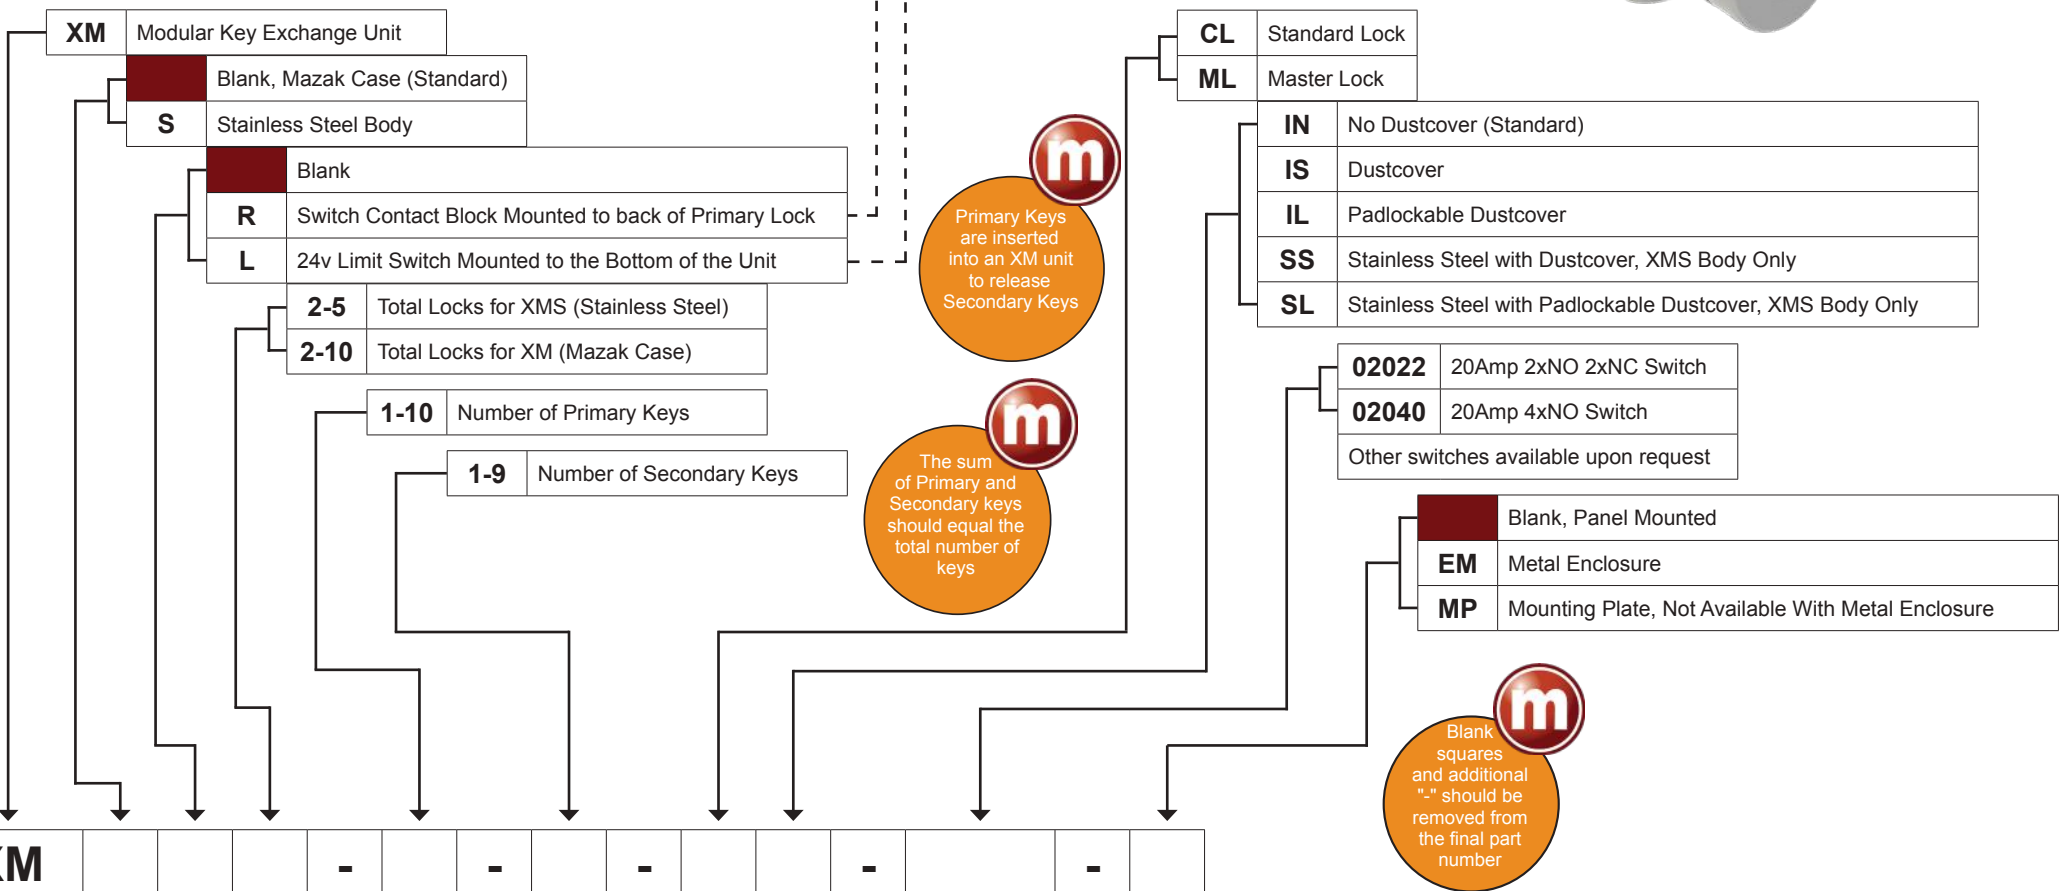 XM Modular Key Exchange Unit
Blank, Mazak Case (Standard)
S Stainless Steel Body
Blank
R Switch Contact Block Mounted to back of Primary Lock
L 24v Limit Switch Mounted to the Bottom of the Unit
2-5 Total Locks for XMS (Stainless Steel)
2-10 Total Locks for XM (Mazak Case)
1-10 Number of Primary Keys
1-9 Number of Secondary Keys
m
Primary Keys
are inserted
into an XM unit
to release
Secondary Keys
m
The sum
of Primary and
Secondary keys
should equal the
total number of
keys
CL Standard Lock
ML Master Lock
IN No Dustcover (Standard)
IS Dustcover
IL Padlockable Dustcover
SS Stainless Steel with Dustcover, XMS Body Only
SL Stainless Steel with Padlockable Dustcover, XMS Body Only
02022 20Amp 2xNO 2xNC Switch
02040 20Amp 4xNO Switch
Other switches available upon request
Blank, Panel Mounted
EM Metal Enclosure
MP Mounting Plate, Not Available With Metal Enclosure
m
Blank
squares
and additional
"-" should be
removed from
the final part
number
XM - - - - -